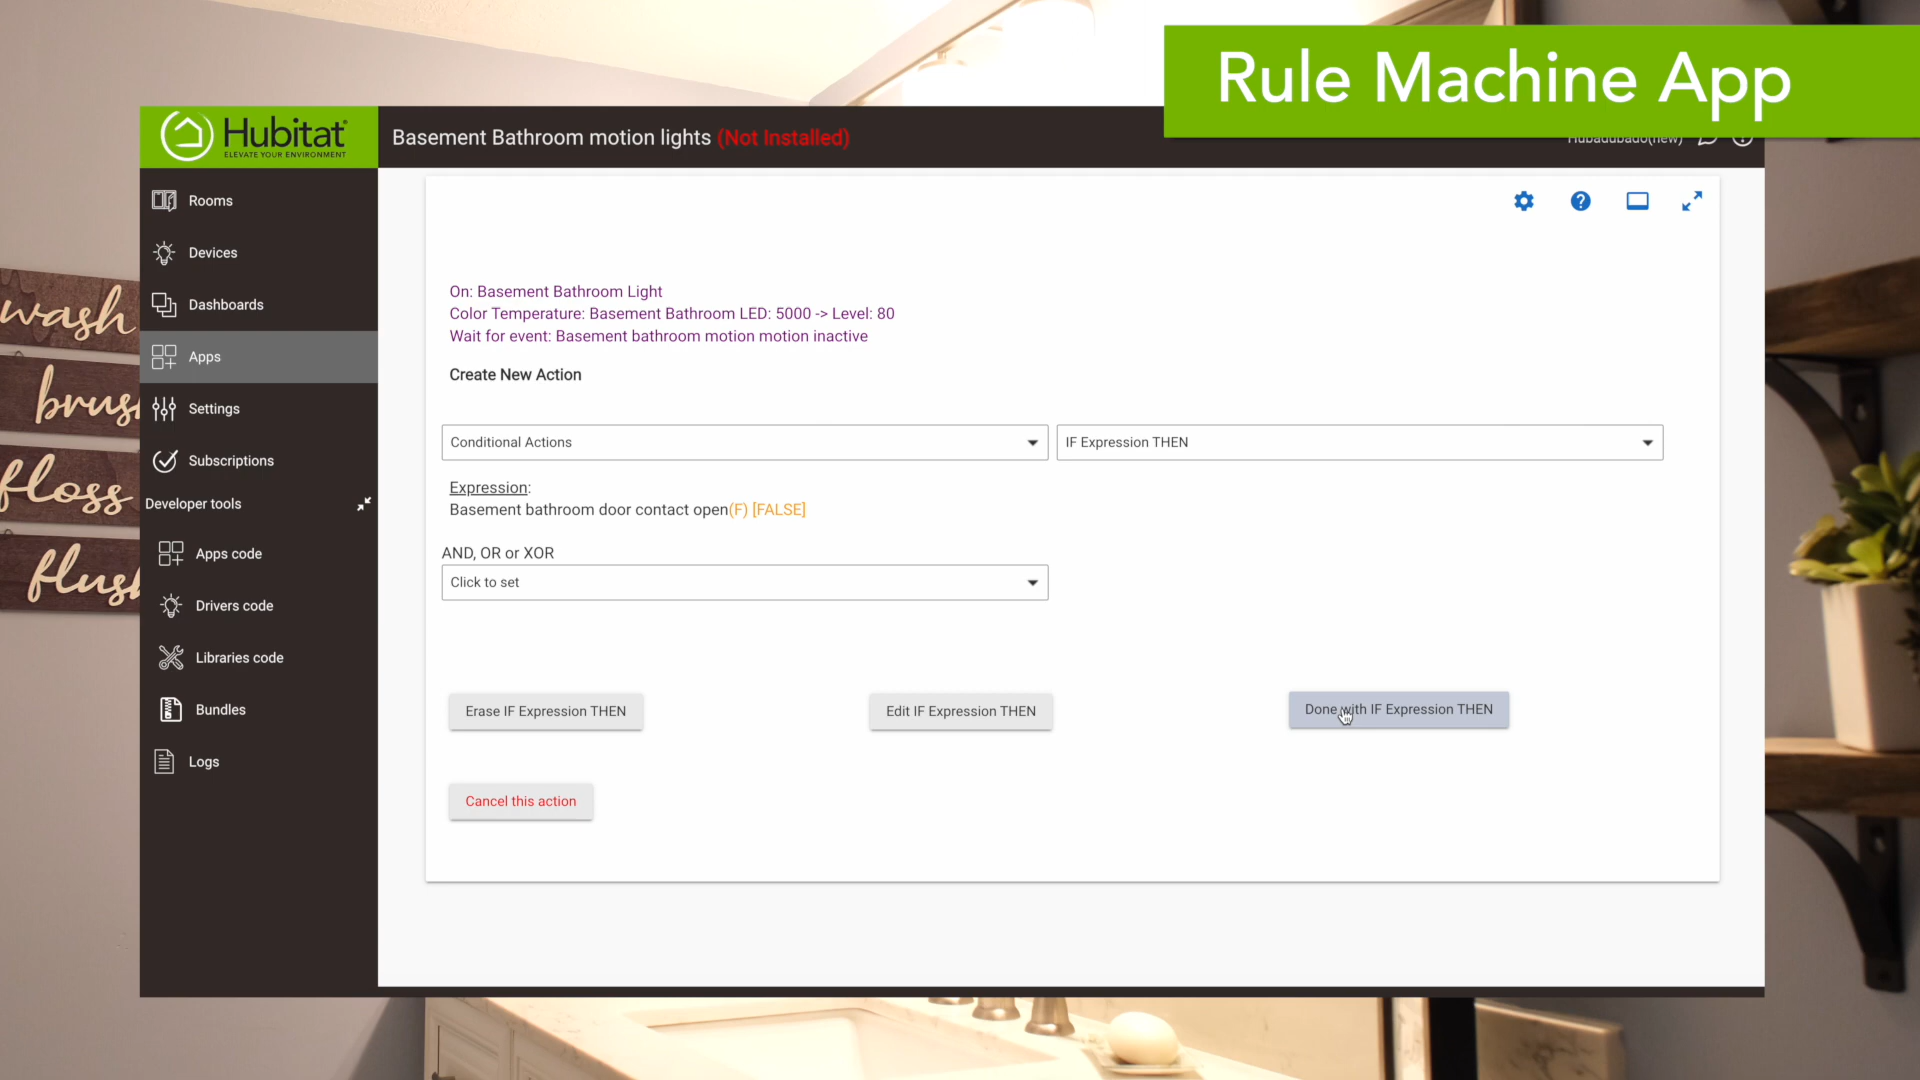 Rule Machine App
Hubitat®
ELEVATE YOUR ENVIRONMENT
Basement Bathroom motion lights (Not Installed)
Hubadubado(new)
Rooms
Devices
Dashboards
Apps
Settings
Subscriptions
Developer tools
Apps code
Drivers code
Libraries code
Bundles
Logs
On: Basement Bathroom Light
Color Temperature: Basement Bathroom LED: 5000 -> Level: 80
Wait for event: Basement bathroom motion motion inactive
Create New Action
Conditional Actions
IF Expression THEN
Expression:
Basement bathroom door contact open(F) [FALSE]
AND, OR or XOR
Click to set
Erase IF Expression THEN
Edit IF Expression THEN
Done with IF Expression THEN
Cancel this action
wash
brush
floss
flush